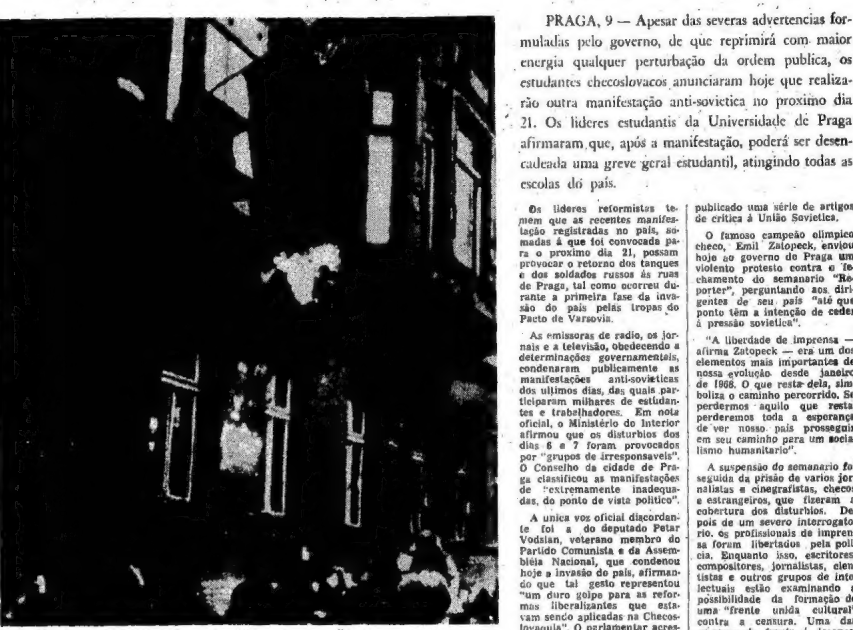 PRAGA, 9 — Apesar das severas advertencias for-
muladas pelo governo, de que reprimirá com maior
energia qualquer perturbação da ordem publica, os
estudantes checoslovacos anunciaram hoje que realiza-
rão outra manifestação anti-sovietica no proximo dia
21. Os lideres estudantis da Universidade de Praga
afirmaram que, após a manifestação, poderá ser desen-
cadeada uma greve geral estudantil, atingindo todas as
escolas do país.
Os lideres reformistas te-
mem que as recentes manifes-
tação registradas no país, so-
madas á que foi convocada pa-
ra o proximo dia 21, possam
provocar o retorno dos tanques
e dos soldados russos ás ruas
de Praga, tal como ocorreu du-
rante a primeira fase da inva-
são do país pelas tropas do
Pacto de Varsovia.
As emissoras de radio, os jor-
nais e a televisão, obedecendo a
determinações governamentais,
condenaram publicamente as
manifestações anti-sovieticas
dos ultimos dias, das quais par-
ticiparam milhares de estudan-
tes e trabalhadores. Em nota
oficial, o Ministério do Interior
afirmou que os disturbios dos
dias 6 e 7 foram provocados
por "grupos de irresponsaveis".
O Conselho da cidade de Pra-
ga classificou as manifestações
de "extremamente inadequa-
das, do ponto de vista politico".
A unica voz oficial discordan-
te foi a do deputado Petar
Vodslan, veterano membro do
Partido Comunista e da Assem-
bléia Nacional, que condenou
hoje a invasão do país, afirman-
do que tal gesto representou
"um duro golpe para as refor-
mas liberalizantes que esta-
vam sendo aplicadas na Checos-
lovaquia". O parlamentar acres-
publicado uma série de artigos
de critica á União Sovietica.
O famoso campeão olimpico
checo, Emil Zatopeck, enviou
hoje ao governo de Praga um
violento protesto contra o fe-
chamento do semanario "Re-
porter", perguntando aos diri-
gentes de seu país "até que
ponto têm a intenção de ceder
á pressão sovietica".
"A liberdade de imprensa —
afirma Zatopeck — era um dos
elementos mais importantes de
nossa evolução desde janeiro
de 1968. O que resta dela, sim-
boliza o caminho percorrido. Se
perdermos aquilo que resta,
perderemos toda a esperança
de ver nosso país prosseguir
em seu caminho para um socia-
lismo humanitario".
A suspensão do semanario foi
seguida da prisão de varios jor-
nalistas e cinegrafistas, checos
e estrangeiros, que fizeram a
cobertura dos disturbios. De-
pois de um severo interrogato-
rio, os profissionais de impren-
sa foram libertados pela poli-
cia. Enquanto isso, escritores,
compositores, jornalistas, cien-
tistas e outros grupos de inte-
lectuais estão examinando a
possibilidade da formação de
uma "frente unida cultural"
contra a censura. Uma das